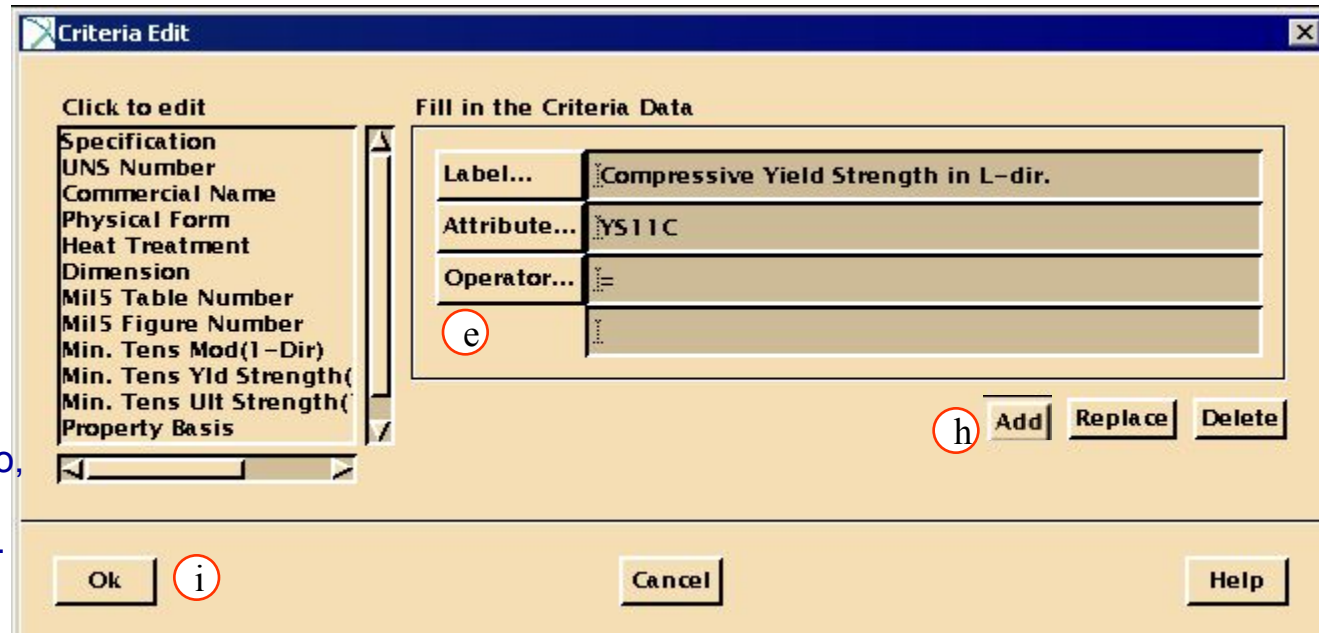 Criteria Edit
Click to edit
Specification
UNS Number
Commercial Name
Physical Form
Heat Treatment
Dimension
Mil5 Table Number
Mil5 Figure Number
Min. Tens Mod(1-Dir)
Min. Tens Yld Strength(
Min. Tens Ult Strength(
Property Basis
Fill in the Criteria Data
Label... Compressive Yield Strength in L-dir.
Attribute... YS11C
Operator... =
e
h Add Replace Delete
Ok i Cancel Help